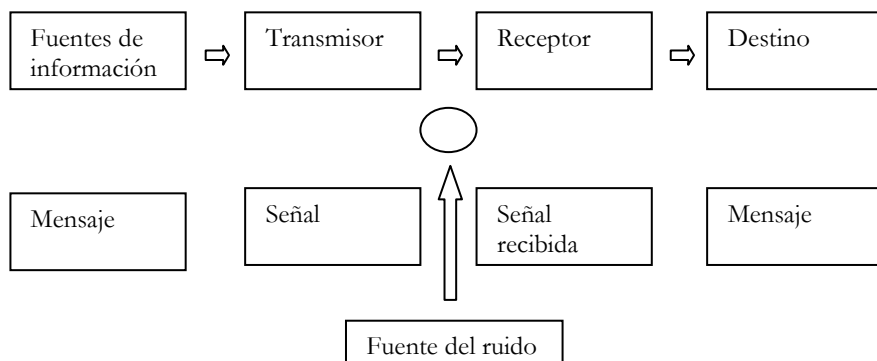 Fuentes de
información
Transmisor
Receptor
Destino
Mensaje
Señal
Señal
recibida
Mensaje
Fuente del ruido